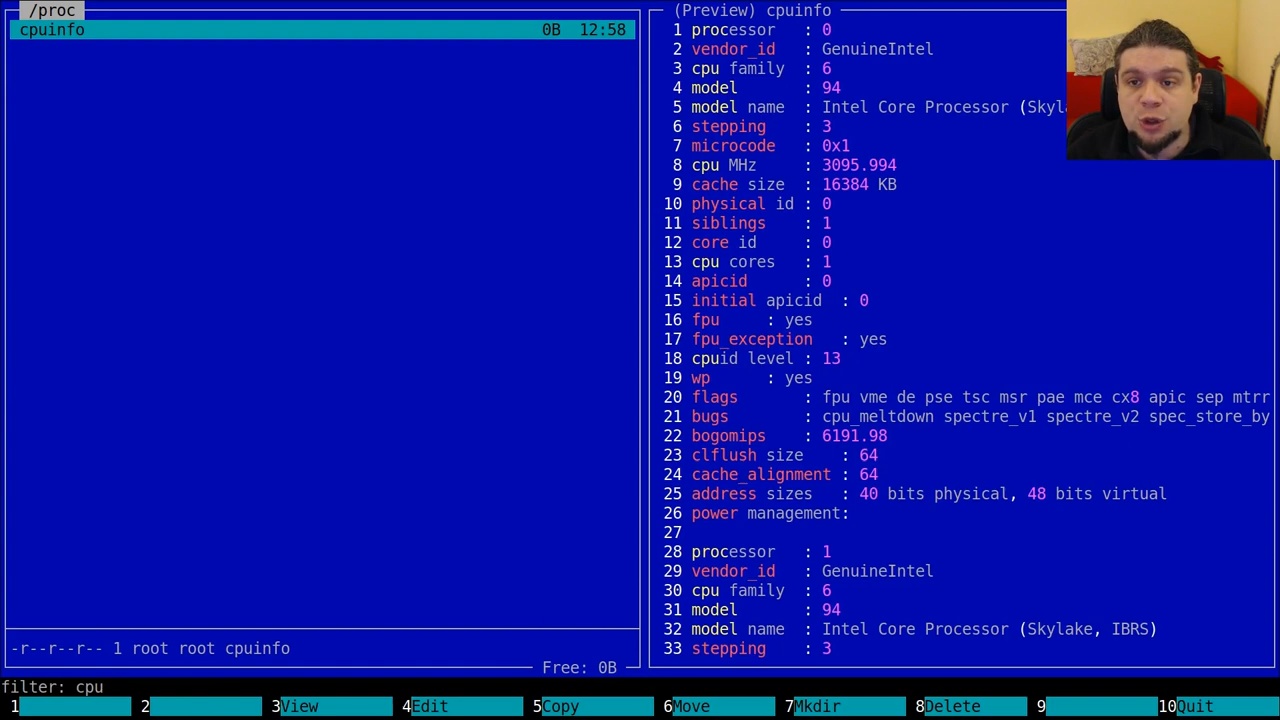 /proc
cpuinfo 0B 12:58
-r--r--r-- 1 root root cpuinfo
Free: 0B
(Preview) cpuinfo
1 processor : 0
2 vendor_id : GenuineIntel
3 cpu family : 6
4 model : 94
5 model name : Intel Core Processor (Skyl
6 stepping : 3
7 microcode : 0x1
8 cpu MHz : 3095.994
9 cache size : 16384 KB
10 physical id : 0
11 siblings : 1
12 core id : 0
13 cpu cores : 1
14 apicid : 0
15 initial apicid : 0
16 fpu : yes
17 fpu_exception : yes
18 cpuid level : 13
19 wp : yes
20 flags : fpu vme de pse tsc msr pae mce cx8 apic sep mtrr
21 bugs : cpu_meltdown spectre_v1 spectre_v2 spec_store_by
22 bogomips : 6191.98
23 clflush size : 64
24 cache_alignment : 64
25 address sizes : 40 bits physical, 48 bits virtual
26 power management:
27
28 processor : 1
29 vendor_id : GenuineIntel
30 cpu family : 6
31 model : 94
32 model name : Intel Core Processor (Skylake, IBRS)
33 stepping : 3
filter: cpu
1 2 3View 4Edit 5Copy 6Move 7Mkdir 8Delete 9 10Quit